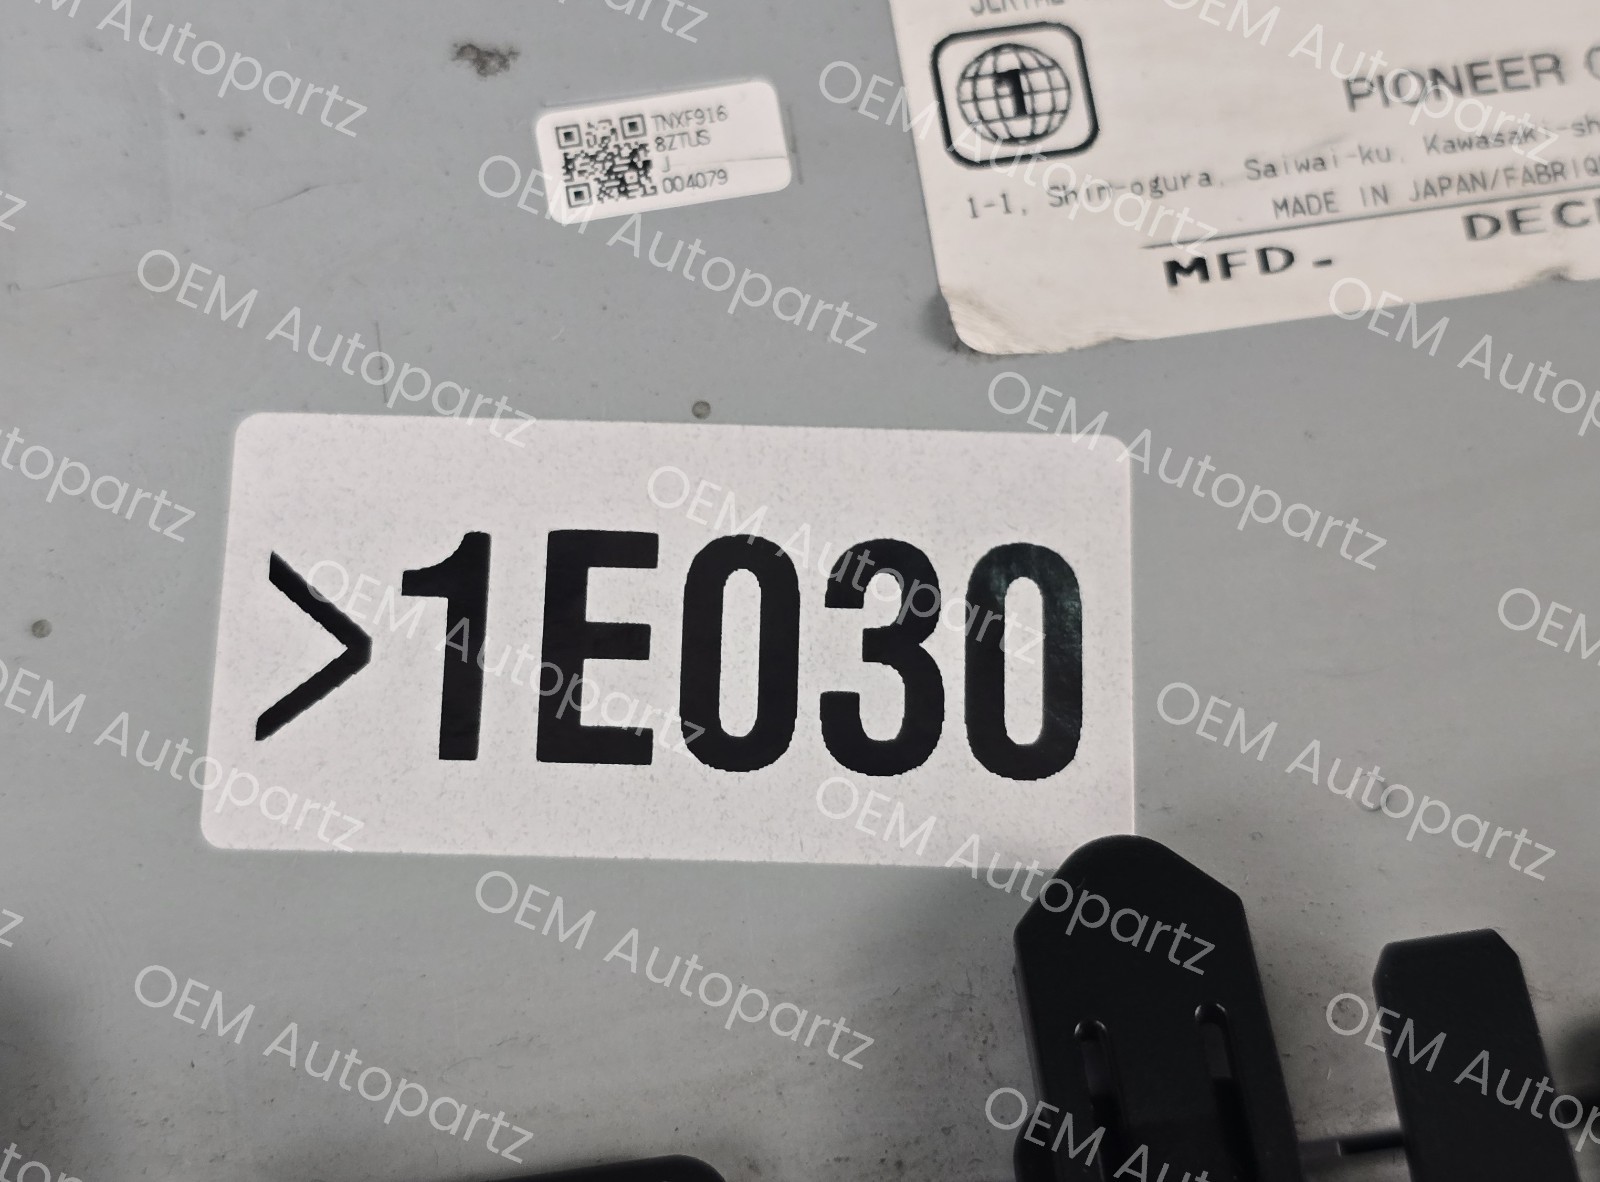 TNXF916
8ZTUS
J
004079
1
PIONEER
1-1, Shin-ogura, Saiwai-ku, Kawasaki-sh
MADE IN JAPAN/FABRIQ
MFD- DEC
>1E030
OEM Autopartz